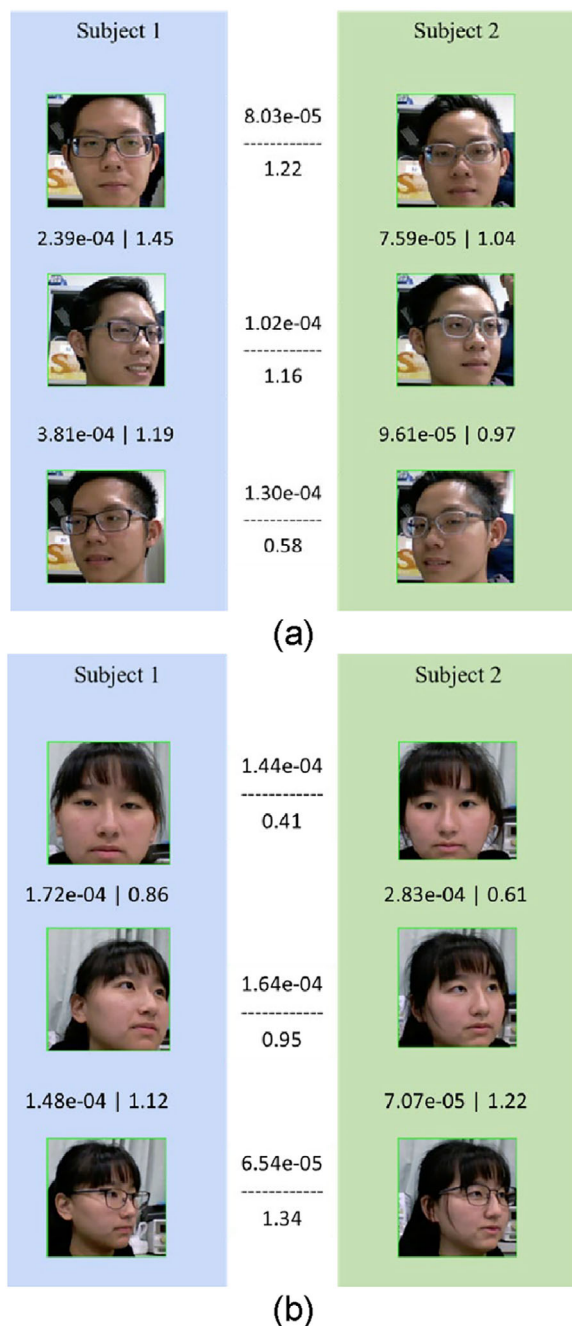 Subject 1
Subject 2
8.03e-05
------------
1.22
2.39e-04 | 1.45
7.59e-05 | 1.04
1.02e-04
------------
1.16
3.81e-04 | 1.19
9.61e-05 | 0.97
1.30e-04
------------
0.58
(a)
Subject 1
Subject 2
1.44e-04
------------
0.41
1.72e-04 | 0.86
2.83e-04 | 0.61
1.64e-04
------------
0.95
1.48e-04 | 1.12
7.07e-05 | 1.22
6.54e-05
------------
1.34
(b)